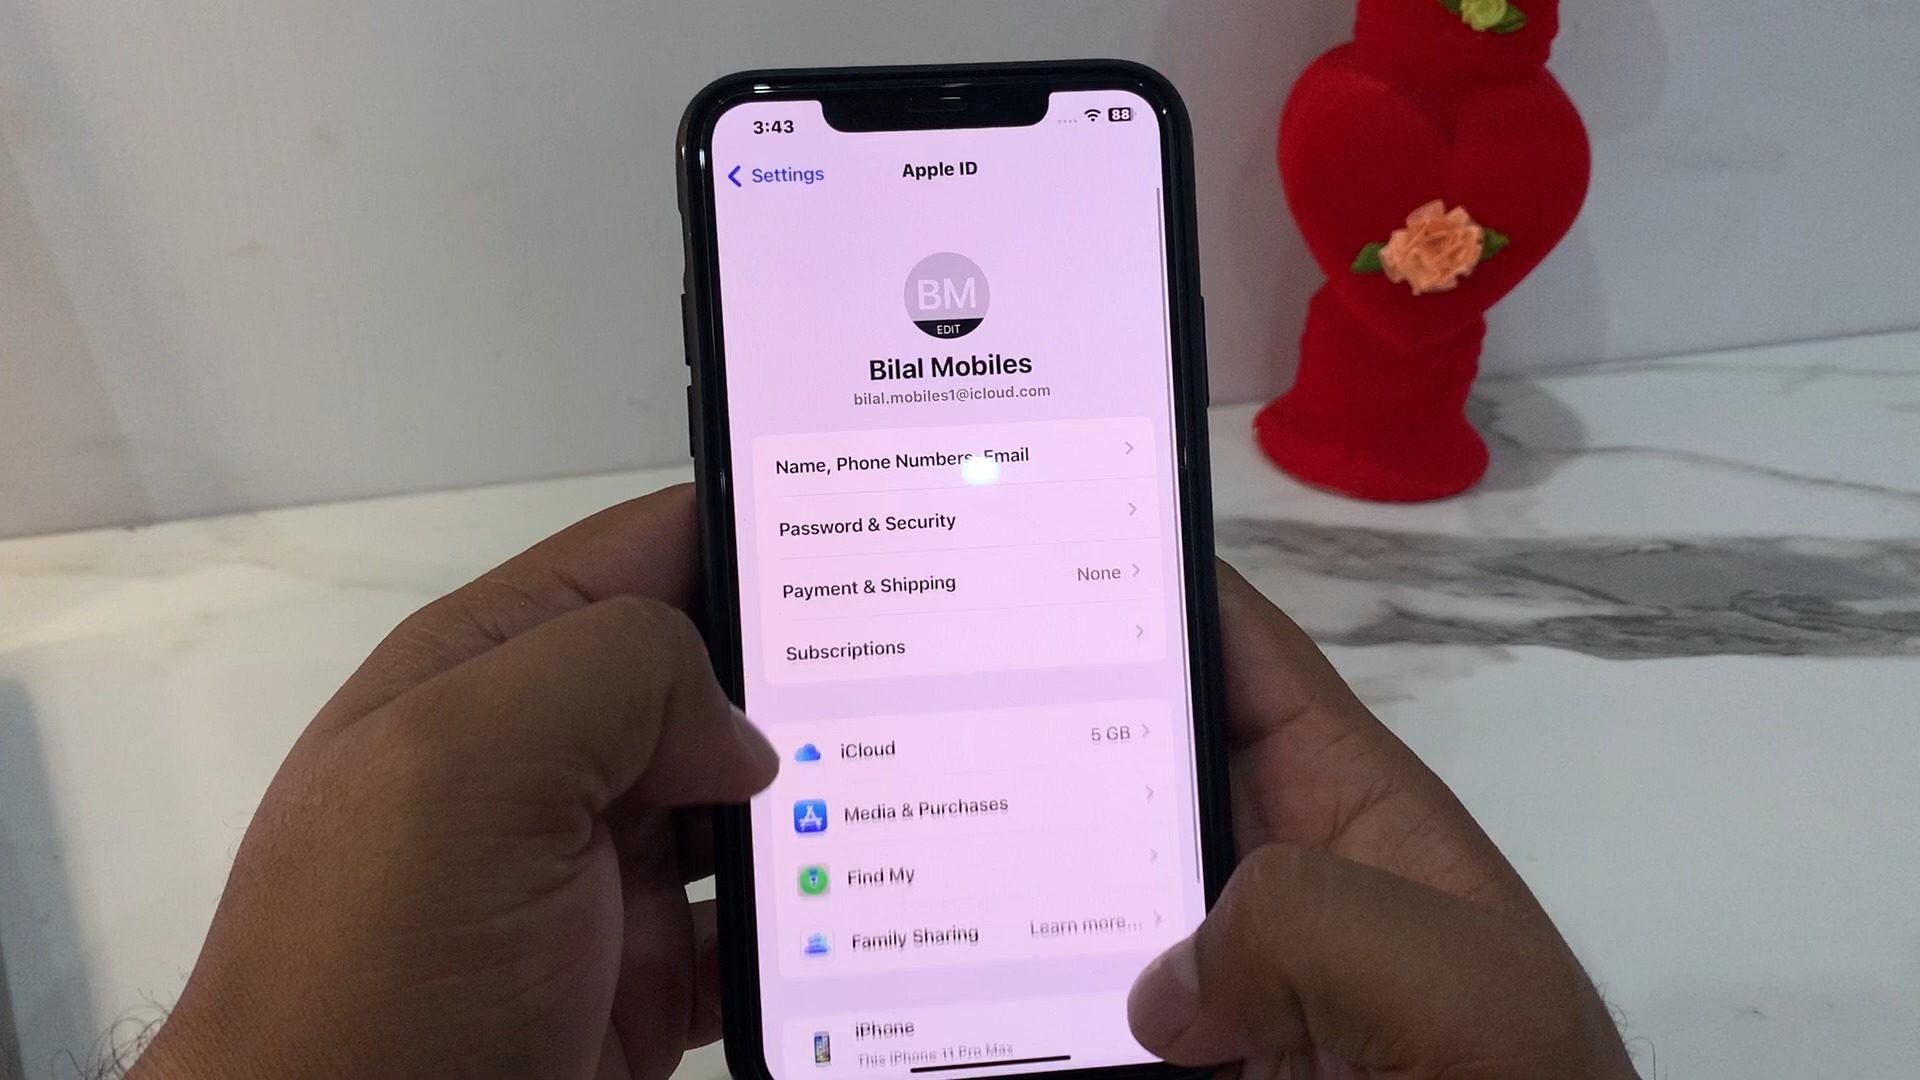 3:43
88
Settings
Apple ID
BM
EDIT
Bilal Mobiles
bilal.mobiles1@icloud.com
Name, Phone Numbers, Email
Password & Security
Payment & Shipping None
Subscriptions
iCloud 5 GB
Media & Purchases
Find My
Family Sharing Learn more...
iPhone
This iPhone 11 Pro Max